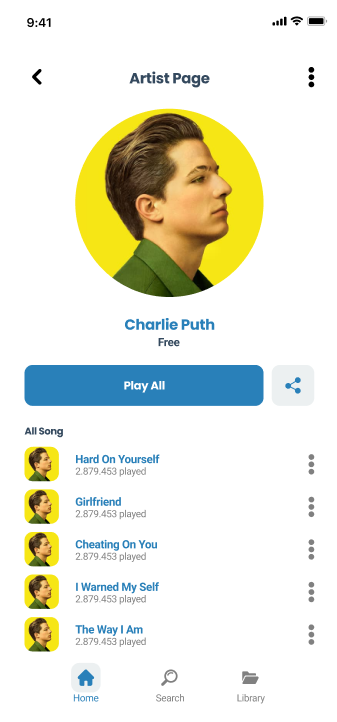 9:41
Artist Page
Charlie Puth
Free
Play All
All Song
Hard On Yourself
2.879.453 played
Girlfriend
2.879.453 played
Cheating On You
2.879.453 played
I Warned My Self
2.879.453 played
The Way I Am
2.879.453 played
Home Search Library